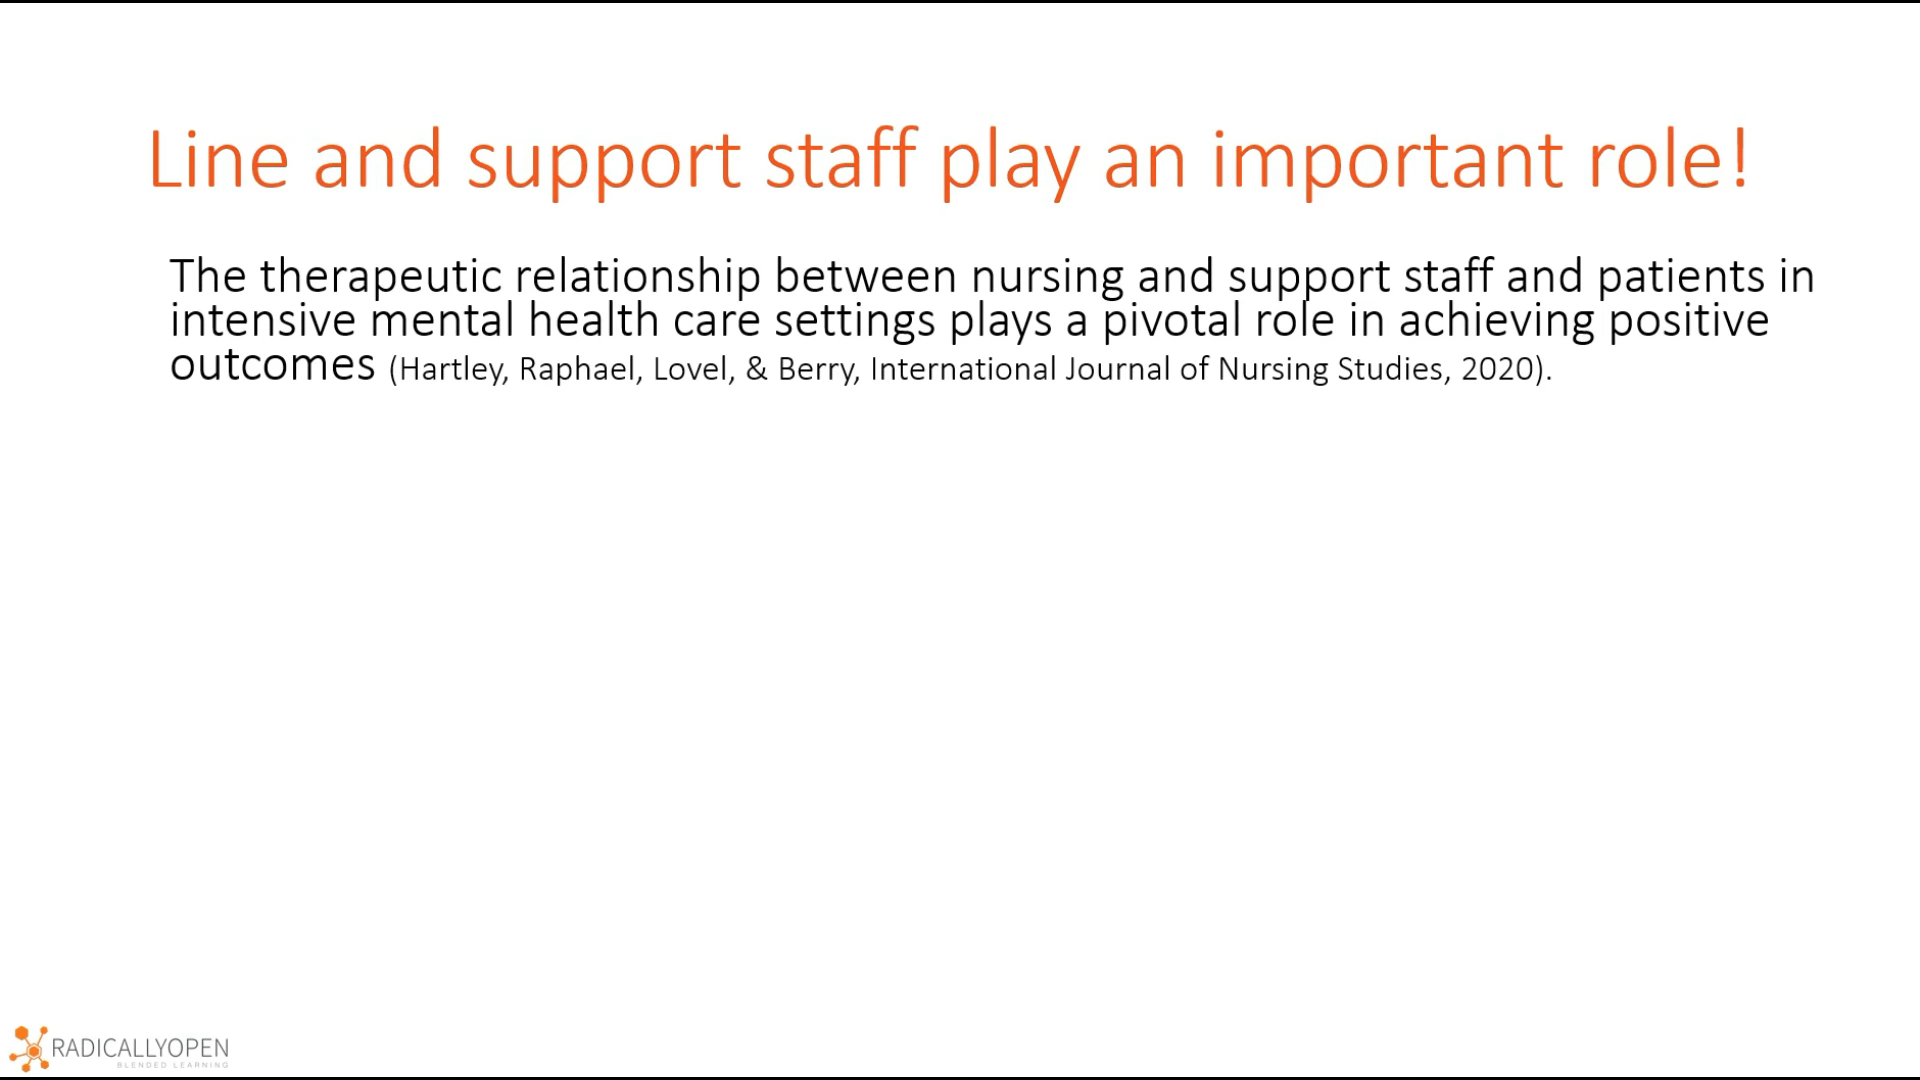 Line and support staff play an important role!
The therapeutic relationship between nursing and support staff and patients in
intensive mental health care settings plays a pivotal role in achieving positive
outcomes (Hartley, Raphael, Lovel, & Berry, International Journal of Nursing Studies, 2020).
RADICALLYOPEN
BLENDED LEARNING